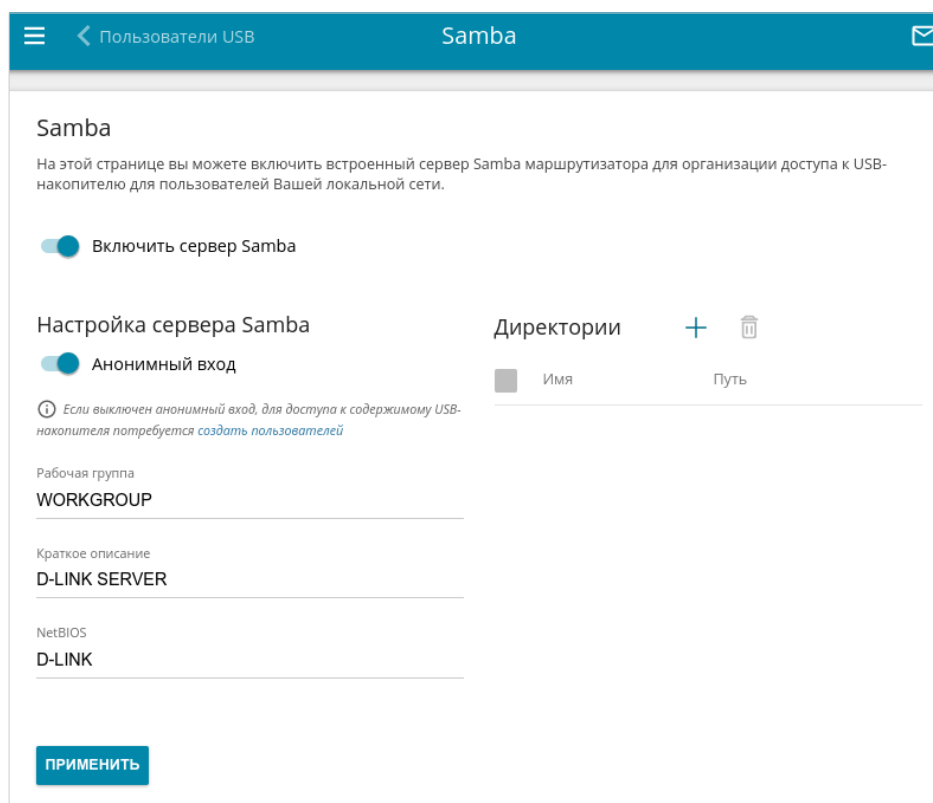 Пользователи USB
Samba
Samba
На этой странице вы можете включить встроенный сервер Samba маршрутизатора для организации доступа к USB-
накопителю для пользователей Вашей локальной сети.
Включить сервер Samba
Настройка сервера Samba
Анонимный вход
Если выключен анонимный вход, для доступа к содержимому USB-
накопителя потребуется создать пользователей
Рабочая группа
WORKGROUP
Краткое описание
D-LINK SERVER
NetBIOS
D-LINK
ПРИМЕНИТЬ
Директории
Имя Путь